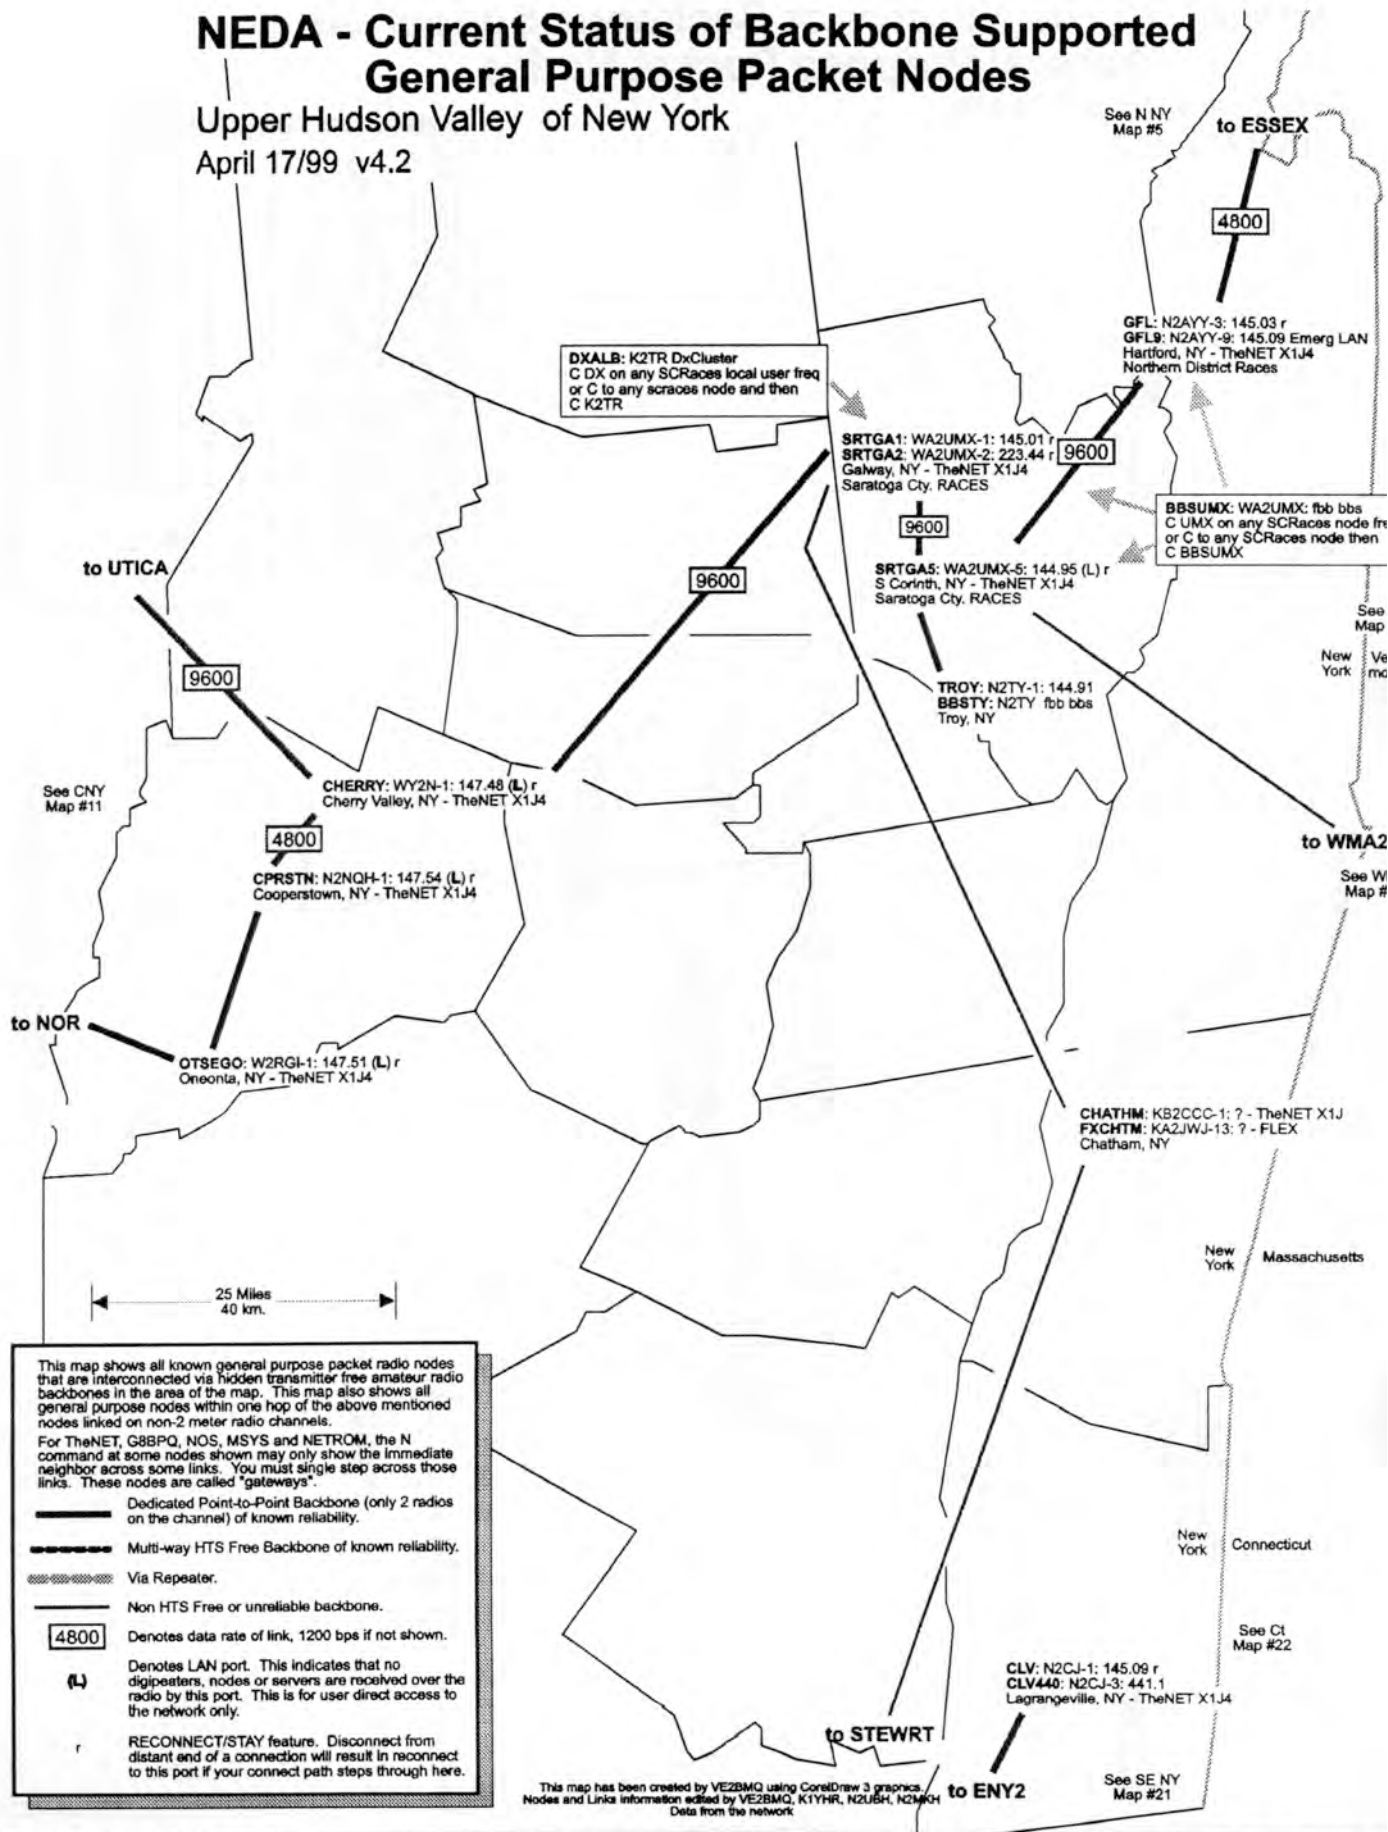 NEDA - Current Status of Backbone Supported
General Purpose Packet Nodes
Upper Hudson Valley of New York
April 17/99 v4.2
See N NY
Map #5
to ESSEX
4800
GFL: N2AYY-3: 145.03 r
GFL9: N2AYY-9: 145.09 Emerg LAN
Hartford, NY - TheNET X1J4
Northern District Races
DXALB: K2TR DxCluster
C DX on any SCRaces local user freq
or C to any scraces node and then
C K2TR
SRTGA1: WA2UMX-1: 145.01 r
SRTGA2: WA2UMX-2: 223.44 r
Galway, NY - TheNET X1J4
Saratoga Cty. RACES
9600
BBSUMX: WA2UMX: fbb bbs
C UMX on any SCRaces node fre
or C to any SCRaces node then
C BBSUMX
9600
SRTGA5: WA2UMX-5: 144.95 (L) r
S Corinth, NY - TheNET X1J4
Saratoga Cty. RACES
to UTICA
9600
9600
See
Map
New
York
Ve
mo
TROY: N2TY-1: 144.91
BBSTY: N2TY fbb bbs
Troy, NY
See CNY
Map #11
CHERRY: WY2N-1: 147.48 (L) r
Cherry Valley, NY - TheNET X1J4
4800
to WMA2
See W
Map #
CPRSTN: N2NQH-1: 147.54 (L) r
Cooperstown, NY - TheNET X1J4
to NOR
OTSEGO: W2RGI-1: 147.51 (L) r
Oneonta, NY - TheNET X1J4
CHATHM: KB2CCC-1: ? - TheNET X1J
FXCHTM: KA2JWJ-13: ? - FLEX
Chatham, NY
New
York
Massachusetts
25 Miles
40 km.
This map shows all known general purpose packet radio nodes
that are interconnected via hidden transmitter free amateur radio
backbones in the area of the map. This map also shows all
general purpose nodes within one hop of the above mentioned
nodes linked on non-2 meter radio channels.
For TheNET, G8BPQ, NOS, MSYS and NETROM, the N
command at some nodes shown may only show the immediate
neighbor across some links. You must single step across those
links. These nodes are called "gateways".
Dedicated Point-to-Point Backbone (only 2 radios
on the channel) of known reliability.
Multi-way HTS Free Backbone of known reliability.
Via Repeater.
Non HTS Free or unreliable backbone.
4800
Denotes data rate of link, 1200 bps if not shown.
(L)
Denotes LAN port. This indicates that no
digipeaters, nodes or servers are received over the
radio by this port. This is for user direct access to
the network only.
r
RECONNECT/STAY feature. Disconnect from
distant end of a connection will result in reconnect
to this port if your connect path steps through here.
New
York
Connecticut
See Ct
Map #22
CLV: N2CJ-1: 145.09 r
CLV440: N2CJ-3: 441.1
Lagrangeville, NY - TheNET X1J4
to STEWRT
to ENY2
See SE NY
Map #21
This map has been created by VE2BMQ using CorelDraw 3 graphics.
Nodes and Links information edited by VE2BMQ, K1YHR, N2UBH, N2MKH
Data from the network